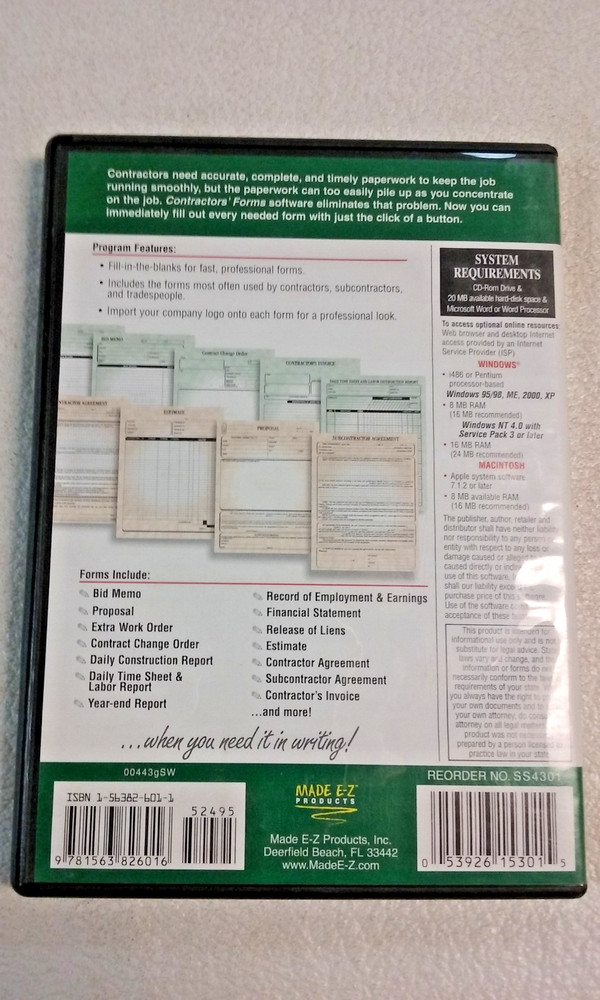 Contractors need accurate, complete, and timely paperwork to keep the job
running smoothly, but the paperwork can too easily pile up as you concentrate
on the job. Contractors' Forms software eliminates that problem. Now you can
immediately fill out every needed form with just the click of a button.
Program Features:
• Fill-in-the-blanks for fast, professional forms.
• Includes the forms most often used by contractors, subcontractors,
and tradespeople.
• Import your company logo onto each form for a professional look.
BID MEMO
Contract Change Order
CONTRACTOR'S INVOICE
ESTIMATE
PROPOSAL
SUBCONTRACTOR AGREEMENT
Forms Include:
Bid Memo
Proposal
Extra Work Order
Contract Change Order
Daily Construction Report
Daily Time Sheet &
Labor Report
Year-end Report
Record of Employment & Earnings
Financial Statement
Release of Liens
Estimate
Contractor Agreement
Subcontractor Agreement
Contractor's Invoice
...and more!
...when you need it in writing!
SYSTEM
REQUIREMENTS
CD-Rom Drive &
20 MB available hard-disk space &
Microsoft Word or Word Processor
To access optional online resourses:
Web browser and desktop Internet
access provided by an Internet
Service Provider (ISP)
WINDOWS®
• i486 or Pentium
processor-based
Windows 95/98, ME, 2000, XP
• 8 MB RAM
(16 MB recommended)
Windows NT 4.0 with
Service Pack 3 or later
• 16 MB RAM
(24 MB recommended)
MACINTOSH
• Apple system software
7.1.2 or later
• 8 MB available RAM
(16 MB recommended)
The publisher, author, retailer and
distributor shall have neither liability
nor responsibility to any person
entity with respect to any loss or
damage caused or alleged
caused directly or
use of this software.
shall our liability
purchase price of this
Use of the software
acceptance of these
This product is intended for
informational use only and is not
substitute for legal advice.
laws vary and change, and the
information or forms do
necessarily conform to the
requirements of your state.
you always have the right to
your own documents and
your own attorney.
attorney on all legal
product was not
prepared by a person licensed
practice law in your state
00443gSW
REORDER NO. SS4301
ISBN 1-56382-601-1
52495
9 781563 826016
MADE E-Z™
PRODUCTS
Made E-Z Products, Inc.
Deerfield Beach, FL 33442
www.MadeE-Z.com
0 53926 15301 5